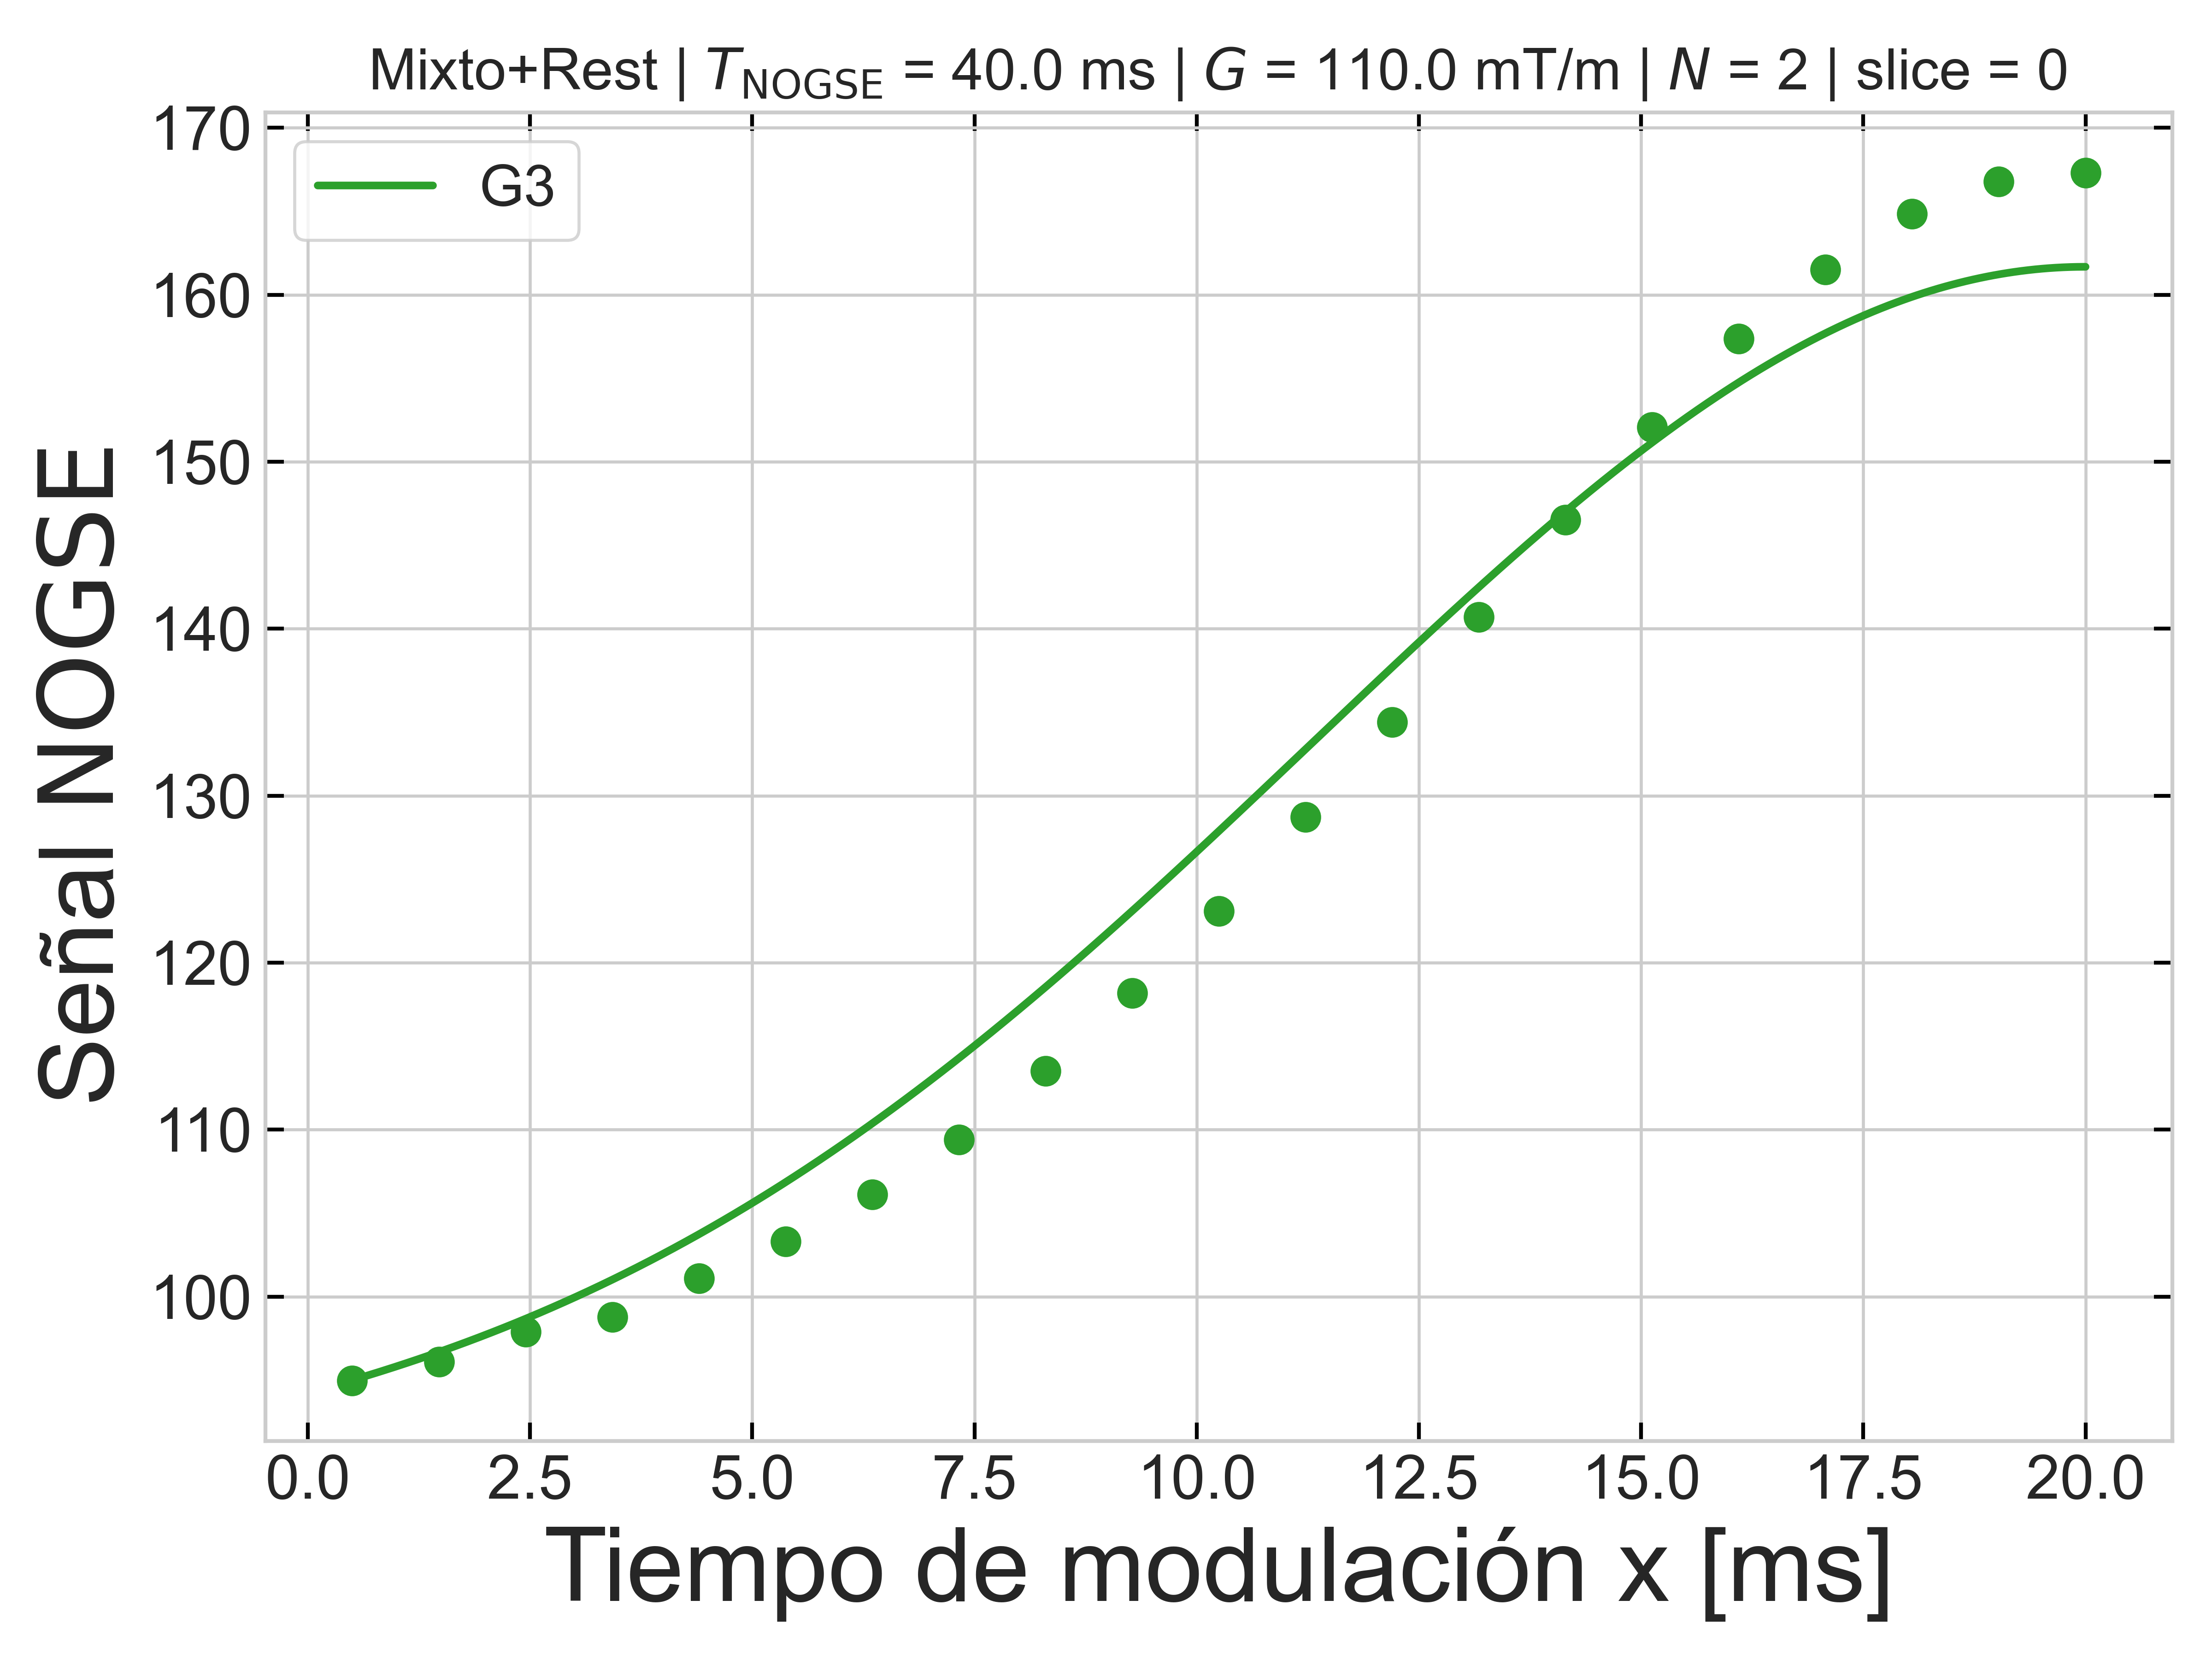 Mixto+Rest | T_NOGSE = 40.0 ms | G = 110.0 mT/m | N = 2 | slice = 0
G3
170
160
150
140
130
120
110
100
Señal NOGSE
0.0 2.5 5.0 7.5 10.0 12.5 15.0 17.5 20.0
Tiempo de modulación x [ms]